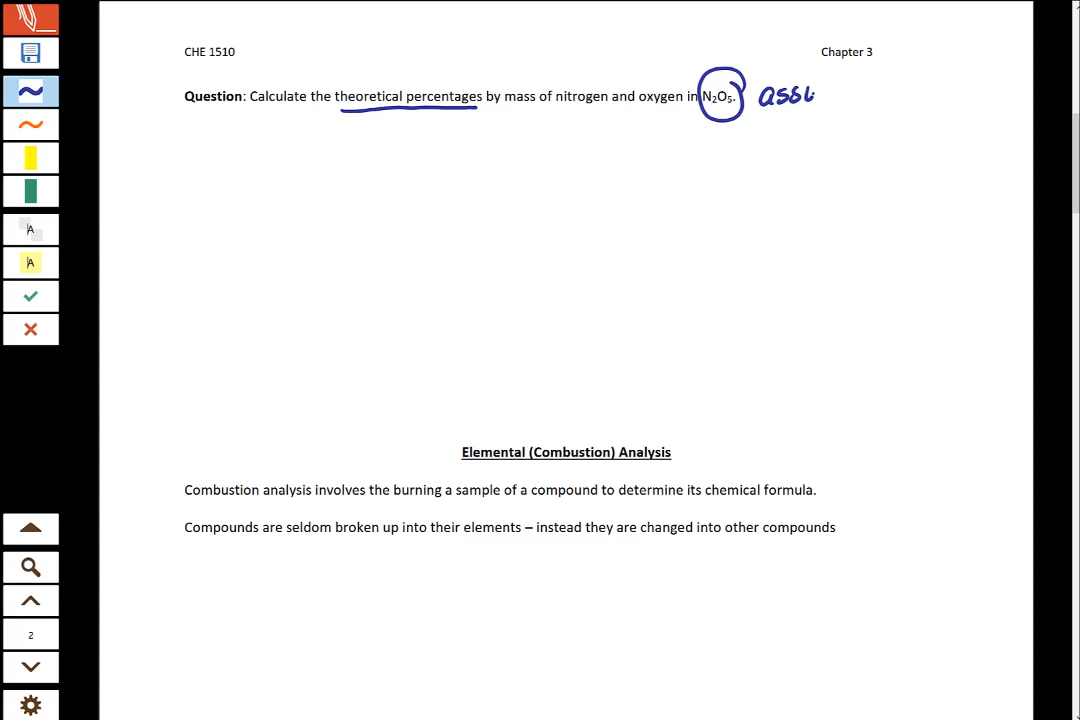 CHE 1510 Chapter 3
Question: Calculate the theoretical percentages by mass of nitrogen and oxygen in N₂O₅. assu
A
A
Elemental (Combustion) Analysis
Combustion analysis involves the burning a sample of a compound to determine its chemical formula.
Compounds are seldom broken up into their elements – instead they are changed into other compounds
2